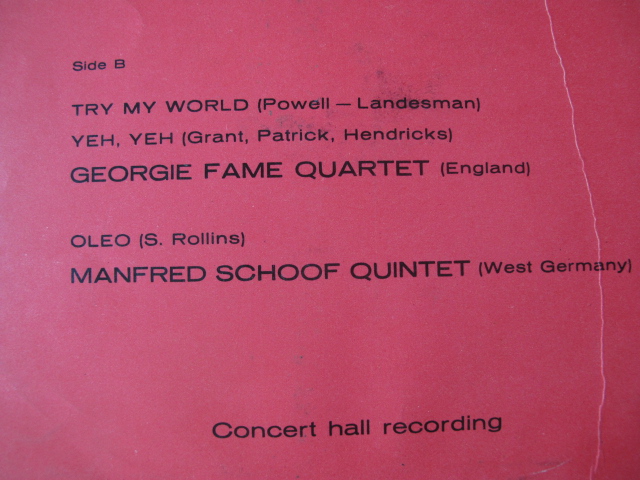 Side B
TRY MY WORLD (Powell — Landesman)
YEH, YEH (Grant, Patrick, Hendricks)
GEORGIE FAME QUARTET (England)
OLEO (S. Rollins)
MANFRED SCHOOF QUINTET (West Germany)
Concert hall recording